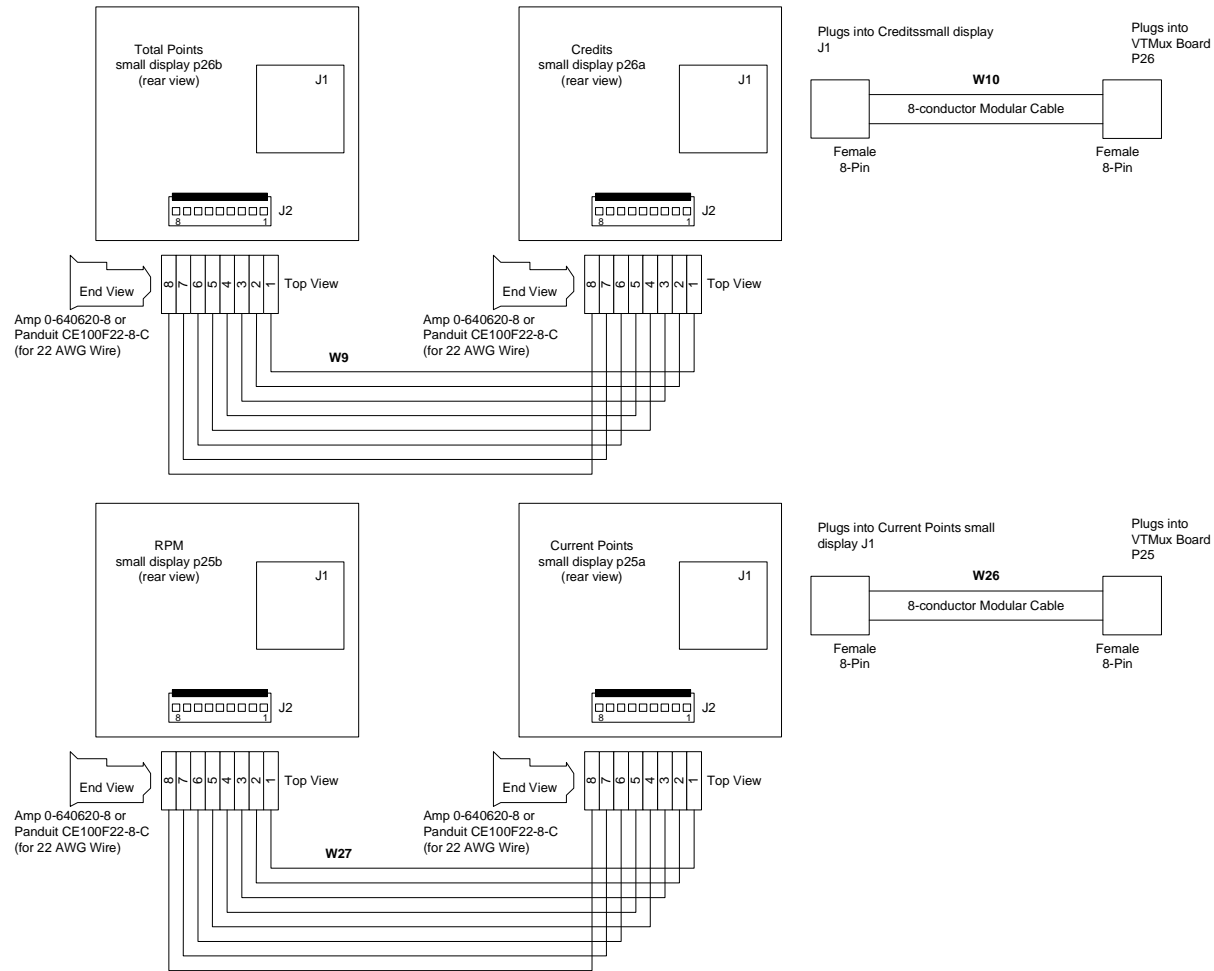 Total Points
small display p26b
(rear view)
J1
8
1
J2
Credits
small display p26a
(rear view)
J1
8
1
J2
Plugs into Creditssmall display
J1
Plugs into
VTMux Board
P26
W10
8-conductor Modular Cable
Female
8-Pin
Female
8-Pin
End View
8 7 6 5 4 3 2 1
Top View
Amp 0-640620-8 or
Panduit CE100F22-8-C
(for 22 AWG Wire)
End View
8 7 6 5 4 3 2 1
Top View
Amp 0-640620-8 or
Panduit CE100F22-8-C
(for 22 AWG Wire)
W9
RPM
small display p25b
(rear view)
J1
8
1
J2
Current Points
small display p25a
(rear view)
J1
8
1
J2
Plugs into Current Points small
display J1
Plugs into
VTMux Board
P25
W26
8-conductor Modular Cable
Female
8-Pin
Female
8-Pin
End View
8 7 6 5 4 3 2 1
Top View
Amp 0-640620-8 or
Panduit CE100F22-8-C
(for 22 AWG Wire)
End View
8 7 6 5 4 3 2 1
Top View
Amp 0-640620-8 or
Panduit CE100F22-8-C
(for 22 AWG Wire)
W27